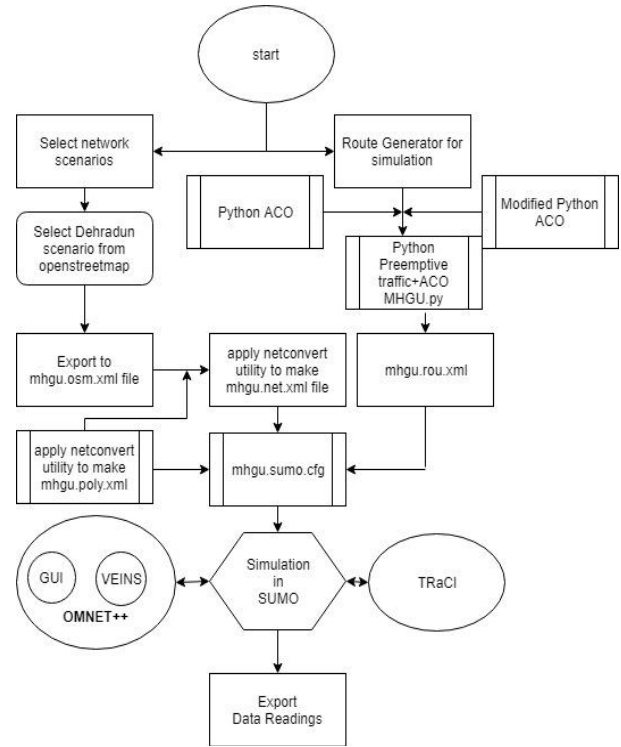 start
Select network
scenarios
Route Generator for
simulation
Python ACO
Modified Python
ACO
Select Dehradun
scenario from
openstreetmap
Python
Preemptive
traffic+ACO
MHGU.py
Export to
mhgu.osm.xml file
apply netconvert
utility to make
mhgu.net.xml file
mhgu.rou.xml
apply netconvert
utility to make
mhgu.poly.xml
mhgu.sumo.cfg
GUI
VEINS
OMNET++
Simulation
in
SUMO
TRaCI
Export
Data Readings